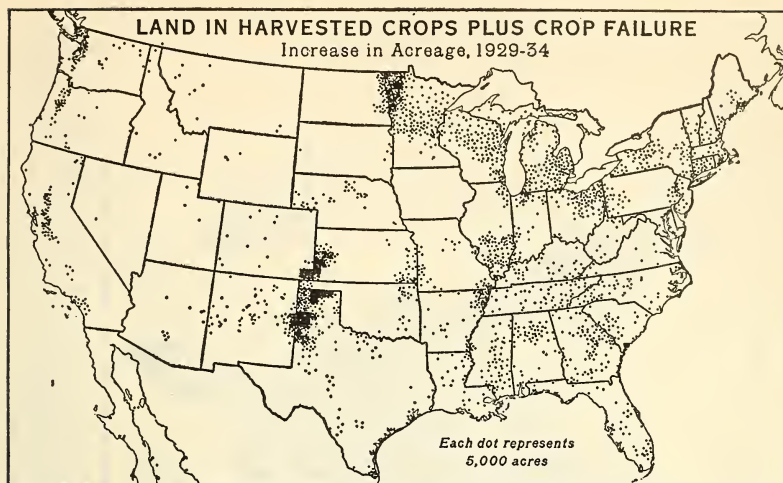 LAND IN HARVESTED CROPS PLUS CROP FAILURE
Increase in Acreage, 1929-34
Each dot represents
5,000 acres